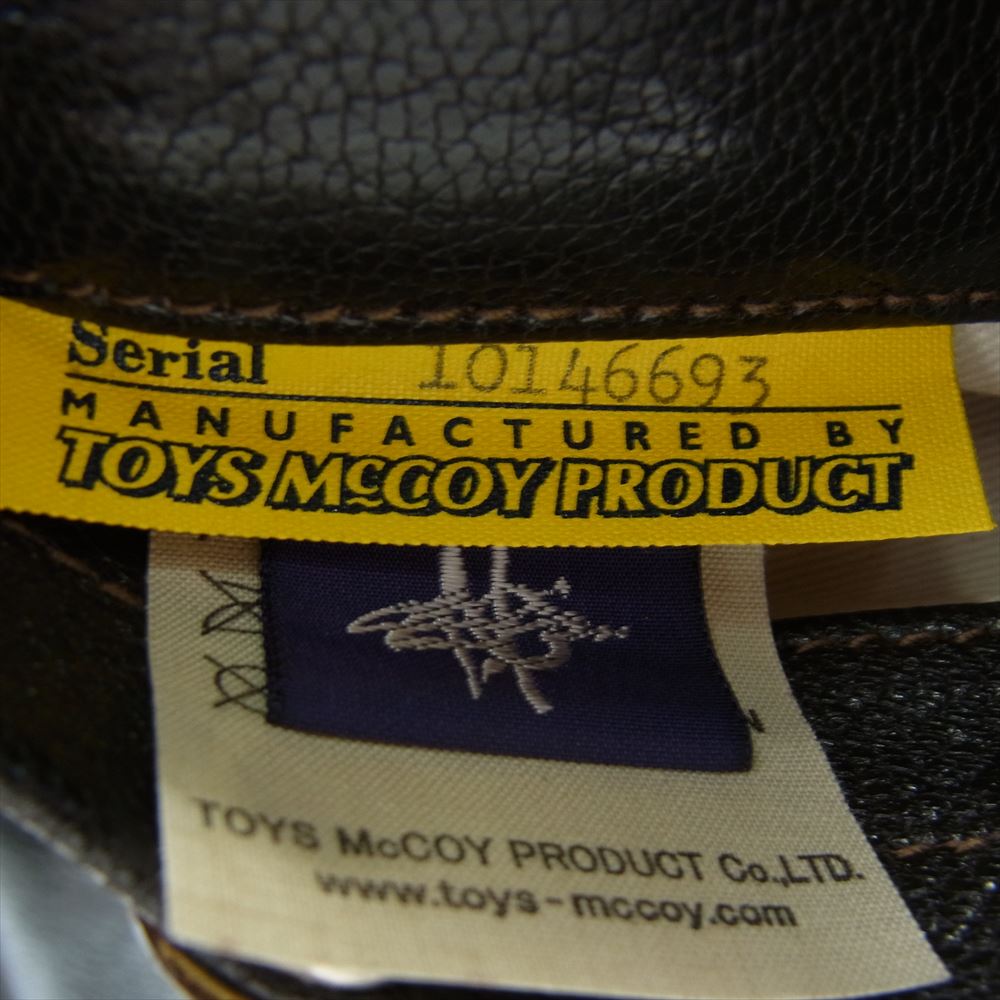 Serial 10146693
MANUFACTURED BY
TOYS McCOY PRODUCT
TOYS McCOY PRODUCT Co.,LTD.
www.toys-mccoy.com